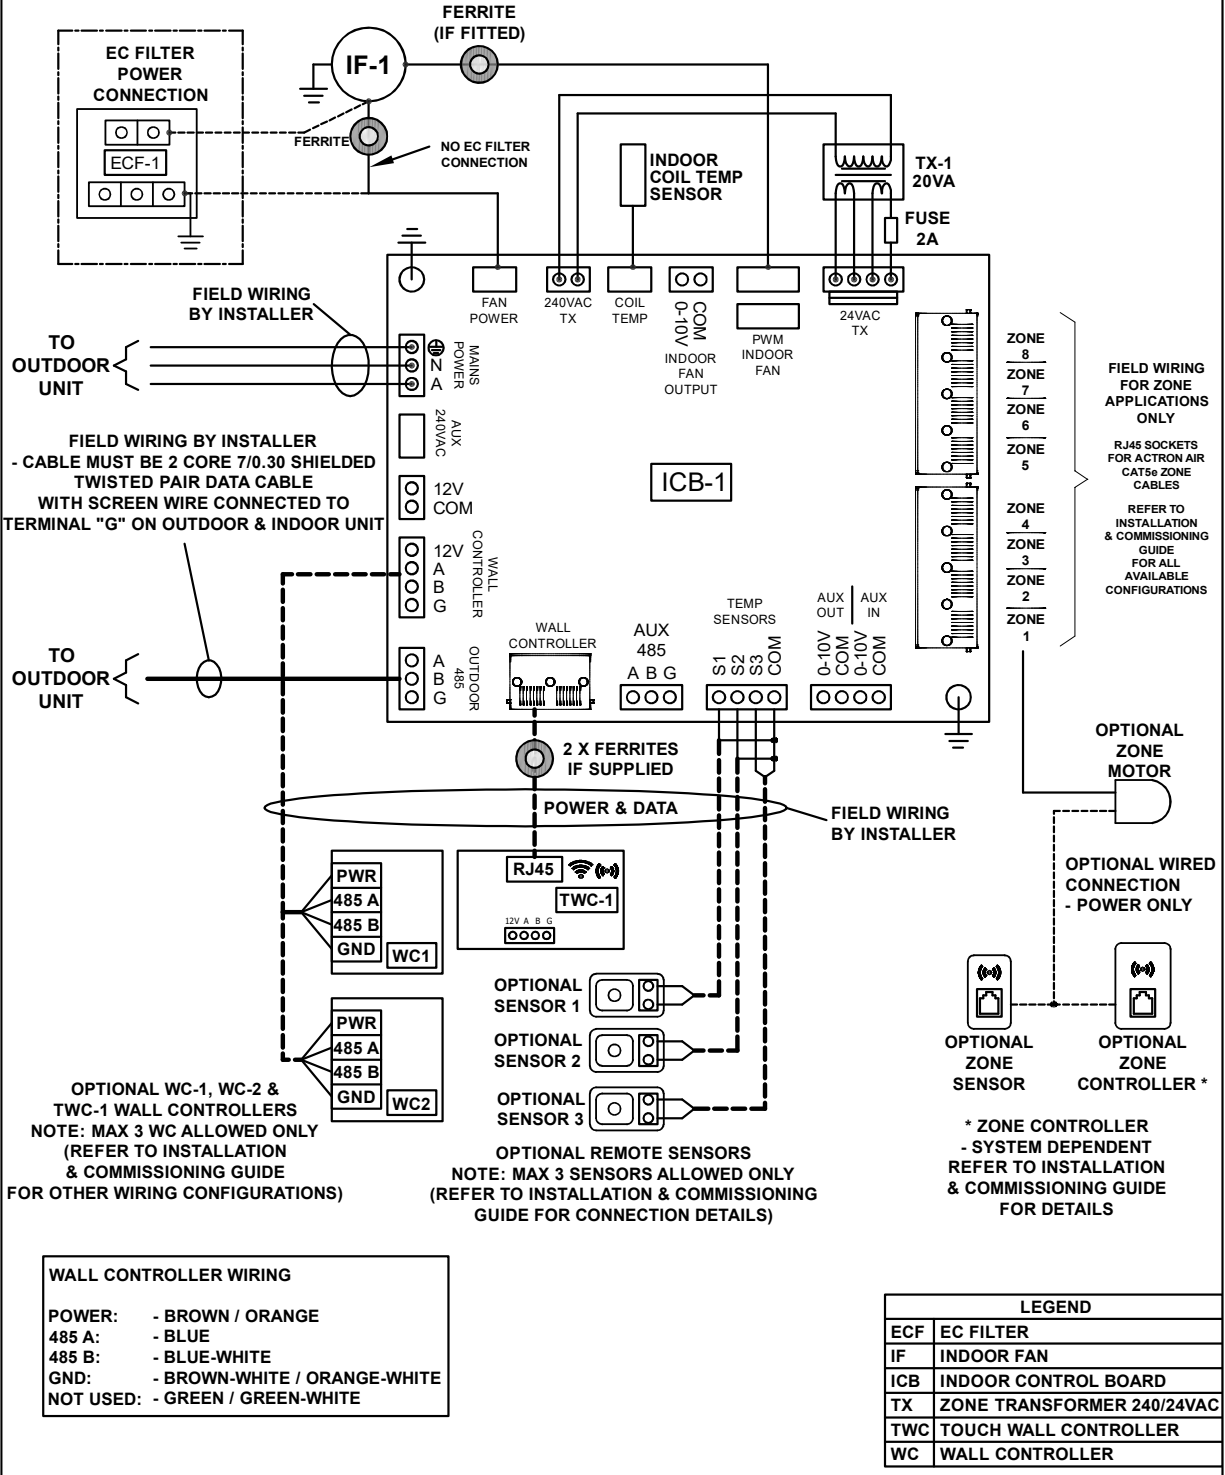 FERRITE
(IF FITTED)
EC FILTER
POWER
CONNECTION
IF-1
ECF-1
FERRITE
NO EC FILTER
CONNECTION
INDOOR
COIL TEMP
SENSOR
TX-1
20VA
FUSE
2A
FIELD WIRING
BY INSTALLER
FAN
POWER
240VAC
TX
COIL
TEMP
0-10V
COM
INDOOR
FAN
OUTPUT
PWM
INDOOR
FAN
24VAC
TX
TO
OUTDOOR
UNIT
N
A
MAINS
POWER
AUX
240VAC
FIELD WIRING BY INSTALLER
- CABLE MUST BE 2 CORE 7/0.30 SHIELDED
TWISTED PAIR DATA CABLE
WITH SCREEN WIRE CONNECTED TO
TERMINAL "G" ON OUTDOOR & INDOOR UNIT
12V
COM
12V
A
B
G
WALL
CONTROLLER
ICB-1
ZONE
8
ZONE
7
ZONE
6
ZONE
5
ZONE
4
ZONE
3
ZONE
2
ZONE
1
FIELD WIRING
FOR ZONE
APPLICATIONS
ONLY
RJ45 SOCKETS
FOR ACTRON AIR
CAT5e ZONE
CABLES
REFER TO
INSTALLATION
& COMMISSIONING
GUIDE
FOR ALL
AVAILABLE
CONFIGURATIONS
TO
OUTDOOR
UNIT
A
B
G
OUTDOOR
485
WALL
CONTROLLER
AUX
485
A B G
TEMP
SENSORS
S1
S2
S3
COM
AUX
OUT
AUX
IN
0-10V
COM
0-10V
COM
2 X FERRITES
IF SUPPLIED
POWER & DATA
FIELD WIRING
BY INSTALLER
OPTIONAL
ZONE
MOTOR
OPTIONAL WIRED
CONNECTION
- POWER ONLY
PWR
485 A
485 B
GND
WC1
RJ45
TWC-1
12V A B G
PWR
485 A
485 B
GND
WC2
OPTIONAL
SENSOR 1
OPTIONAL
SENSOR 2
OPTIONAL
SENSOR 3
OPTIONAL
ZONE
SENSOR
OPTIONAL
ZONE
CONTROLLER *
OPTIONAL WC-1, WC-2 &
TWC-1 WALL CONTROLLERS
NOTE: MAX 3 WC ALLOWED ONLY
(REFER TO INSTALLATION
& COMMISSIONING GUIDE
FOR OTHER WIRING CONFIGURATIONS)
OPTIONAL REMOTE SENSORS
NOTE: MAX 3 SENSORS ALLOWED ONLY
(REFER TO INSTALLATION & COMMISSIONING
GUIDE FOR CONNECTION DETAILS)
* ZONE CONTROLLER
- SYSTEM DEPENDENT
REFER TO INSTALLATION
& COMMISSIONING GUIDE
FOR DETAILS
WALL CONTROLLER WIRING
POWER: - BROWN / ORANGE
485 A: - BLUE
485 B: - BLUE-WHITE
GND: - BROWN-WHITE / ORANGE-WHITE
NOT USED: - GREEN / GREEN-WHITE
LEGEND
ECF EC FILTER
IF INDOOR FAN
ICB INDOOR CONTROL BOARD
TX ZONE TRANSFORMER 240/24VAC
TWC TOUCH WALL CONTROLLER
WC WALL CONTROLLER